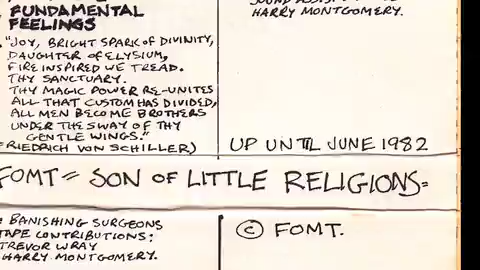 FUNDAMENTAL
FEELINGS
"JOY, BRIGHT SPARK OF DIVINITY,
DAUGHTER OF ELYSIUM,
FIRE INSPIRED WE TREAD.
THY SANCTUARY.
THY MAGIC POWER RE-UNITES
ALL THAT CUSTOM HAS DIVIDED,
ALL MEN BECOME BROTHERS
UNDER THE SWAY OF THY
GENTLE WINGS."
RIEDRICH VON SCHILLER)
HARRY MONTGOMERY.
UP UNTIL JUNE 1982
FOMT = SON OF LITTLE RELIGIONS=
= BANISHING SURGEONS
TAPE CONTRIBUTIONS:
TREVOR WRAY
HARRY MONTGOMERY.
© FOMT.